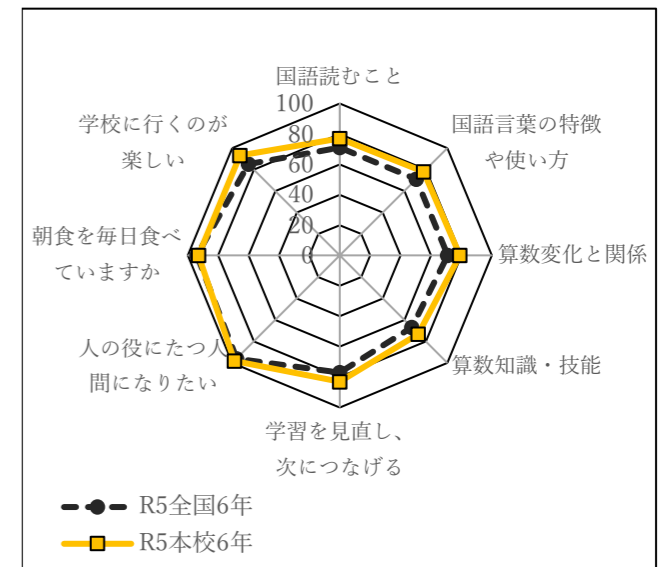 国語読むこと
100
80
60
40
20
0
国語言葉の特徴
や使い方
算数変化と関係
算数知識・技能
学習を見直し、
次につなげる
人の役にたつ人
間になりたい
朝食を毎日食べ
ていますか
学校に行くのが
楽しい
R5全国6年
R5本校6年